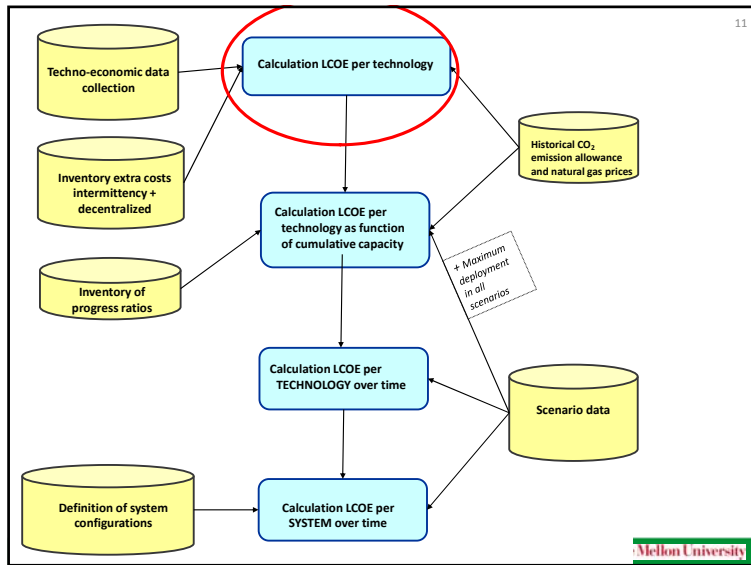 11
Techno-economic data
collection
Calculation LCOE per technology
Historical CO₂
emission allowance
and natural gas prices
Inventory extra costs
intermittency +
decentralized
Calculation LCOE per
technology as function
of cumulative capacity
+ Maximum
deployment
in all
scenarios
Inventory of
progress ratios
Calculation LCOE per
TECHNOLOGY over time
Scenario data
Definition of system
configurations
Calculation LCOE per
SYSTEM over time
Mellon University